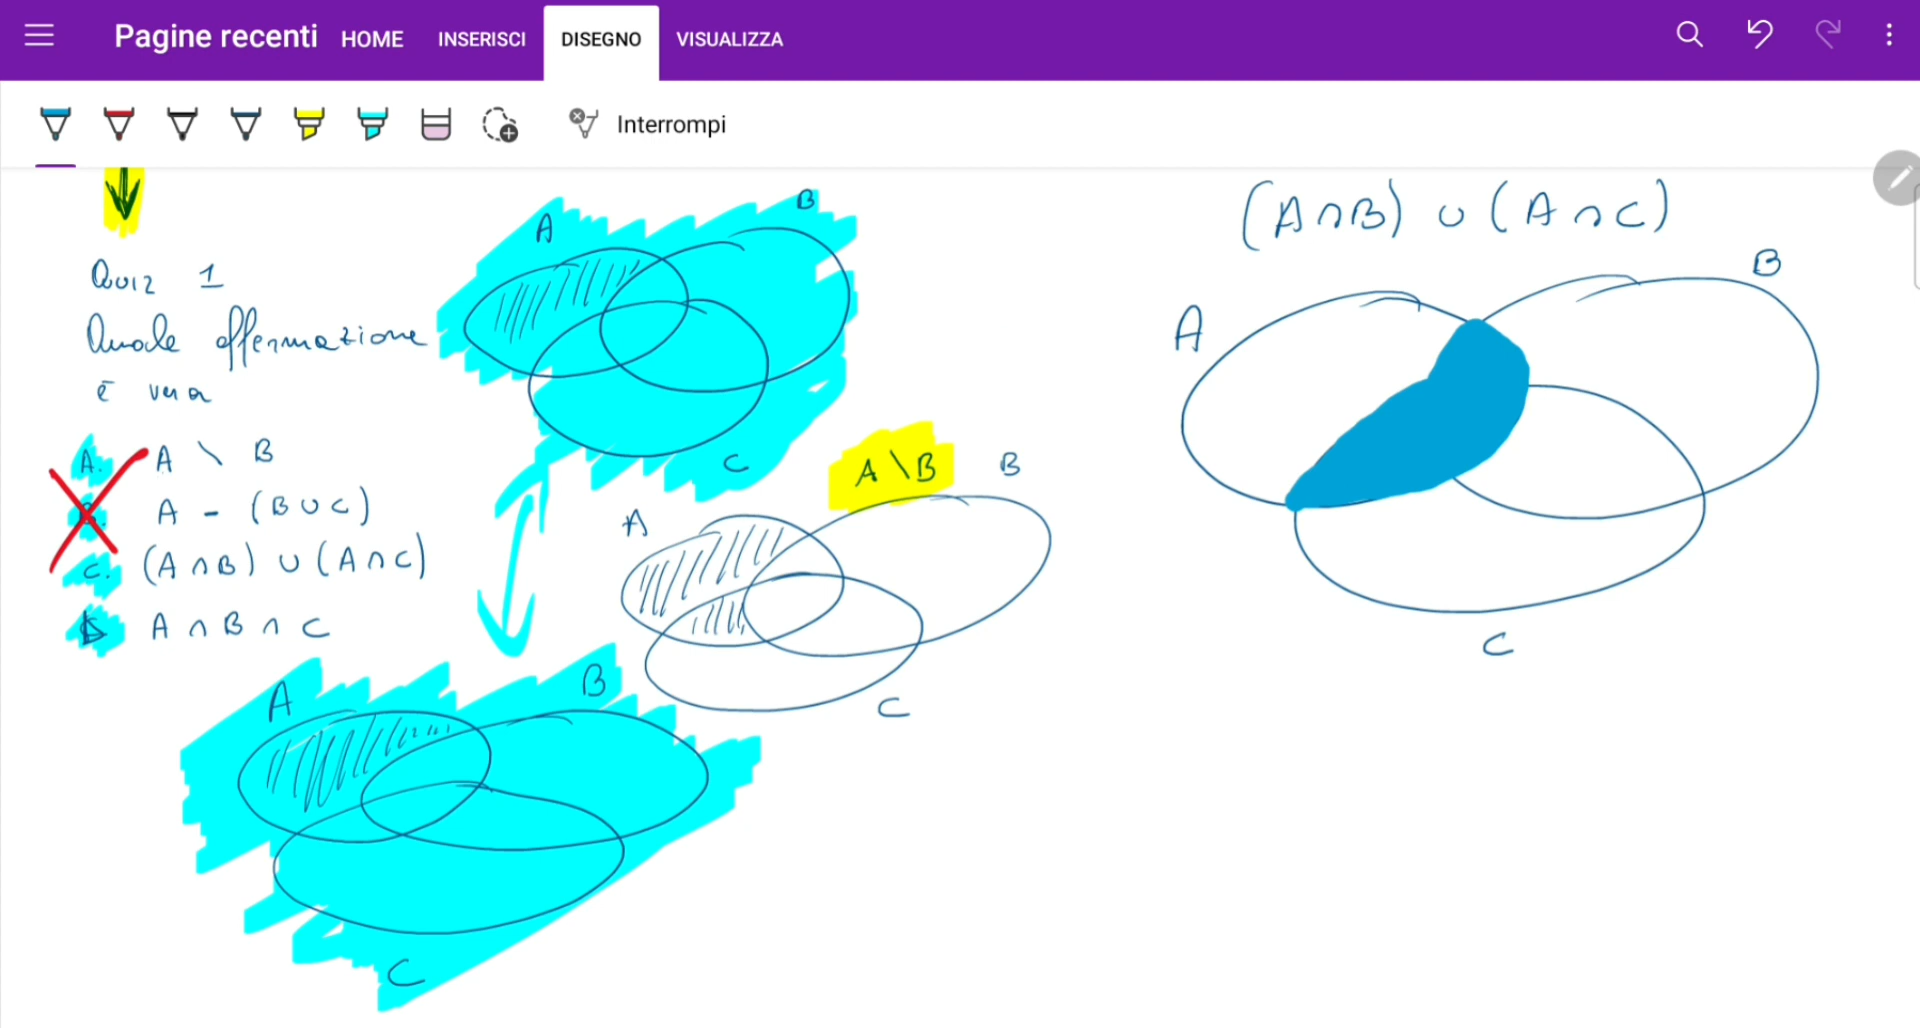 Pagine recenti HOME INSERISCI DISEGNO VISUALIZZA
Interrompi
Quiz 1
Quale affermazione
è vera
A. A \ B
B. A - (B ∪ C)
C. (A ∩ B) ∪ (A ∩ C)
D. A ∩ B ∩ C
A
B
C
A \ B
A
B
C
A
B
C
(A ∩ B) ∪ (A ∩ C)
A
B
C